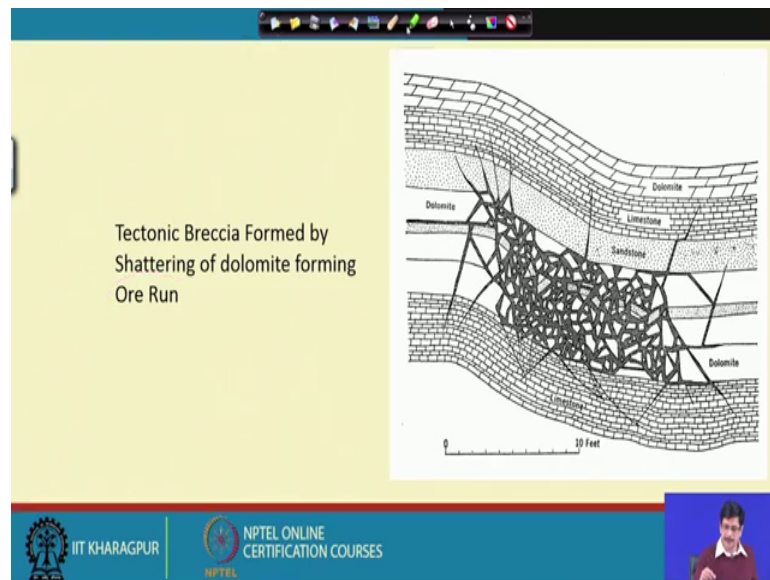 Tectonic Breccia Formed by
Shattering of dolomite forming
Ore Run
Dolomite
Limestone
Dolomite
Sandstone
Dolomite
Limestone
0 10 Feet
IIT KHARAGPUR
NPTEL
NPTEL ONLINE
CERTIFICATION COURSES